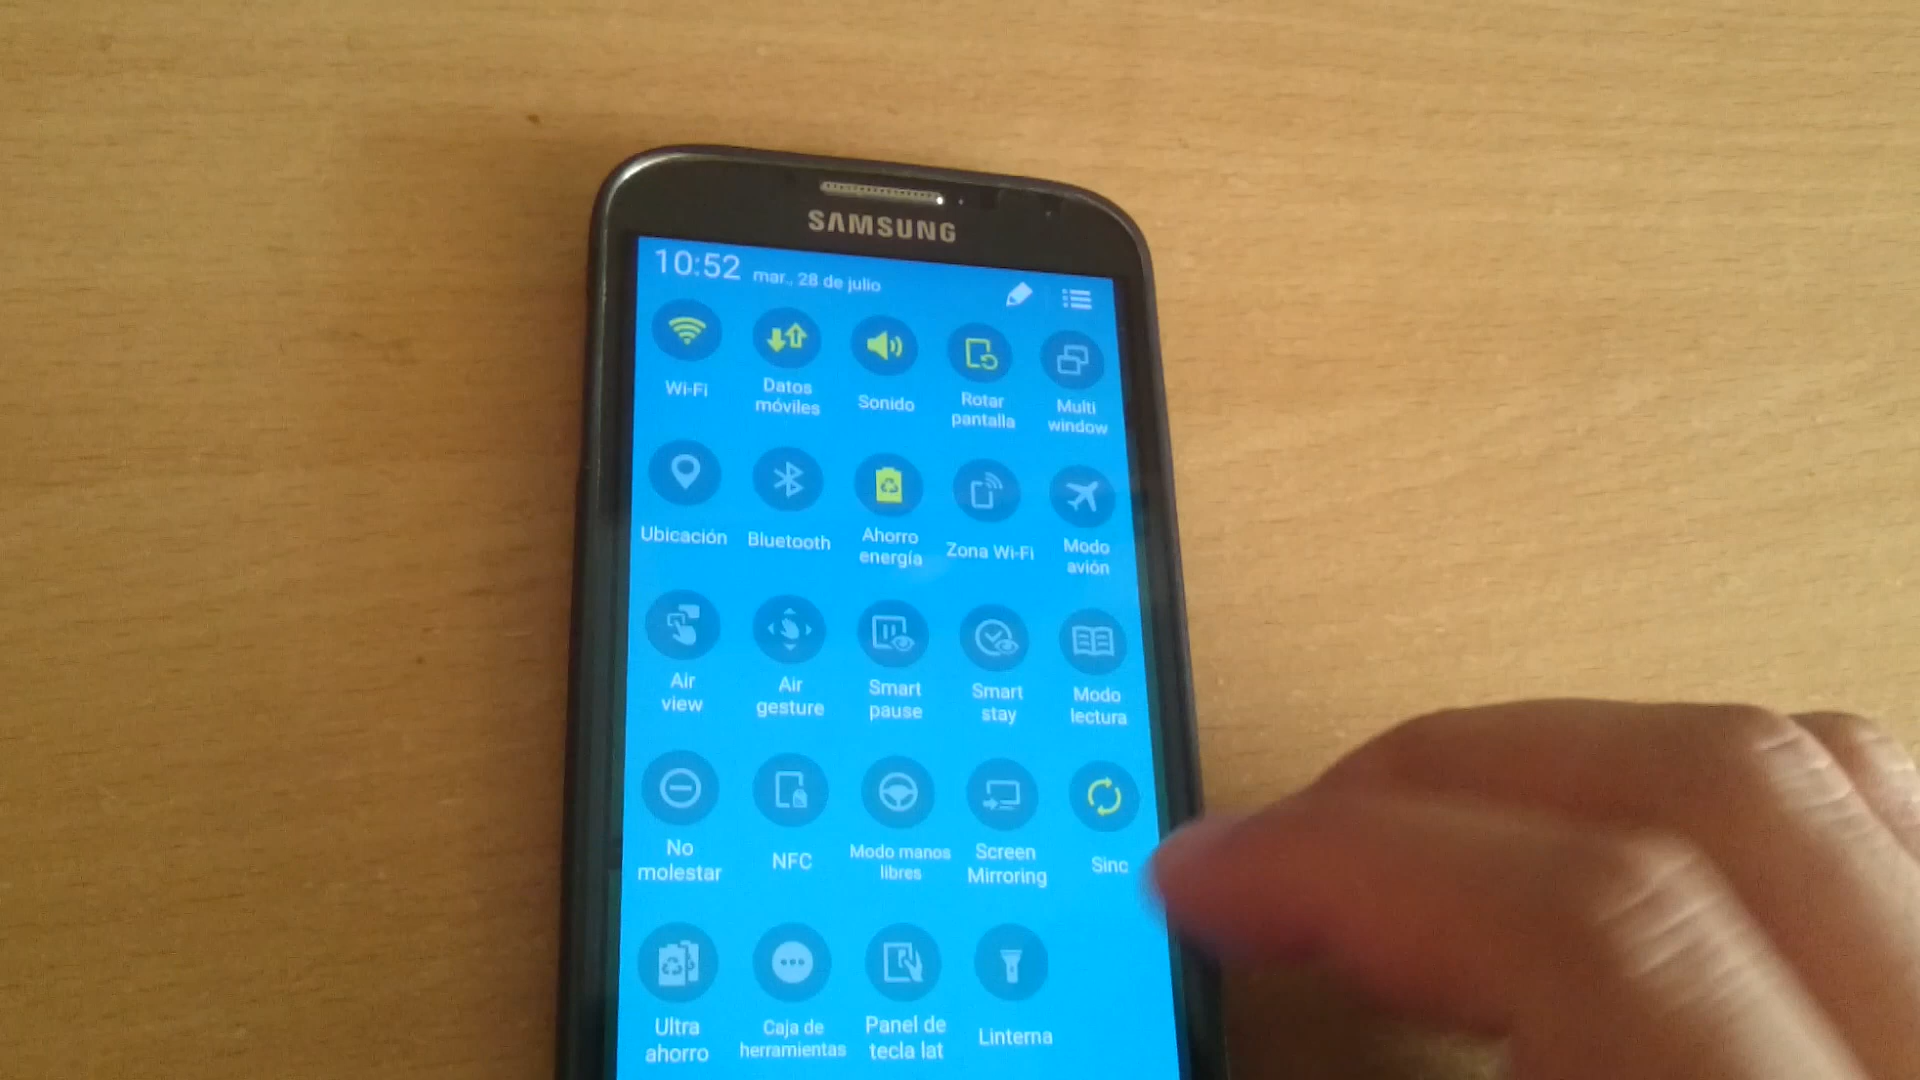 SAMSUNG
10:52 mar., 28 de julio
Wi-Fi
Datos
móviles
Sonido
Rotar
pantalla
Multi
window
Ubicación
Bluetooth
Ahorro
energía
Zona Wi-Fi
Modo
avión
Air
view
Air
gesture
Smart
pause
Smart
stay
Modo
lectura
No
molestar
NFC
Modo manos
libres
Screen
Mirroring
Sinc
Ultra
ahorro
Caja de
herramientas
Panel de
tecla lat
Linterna